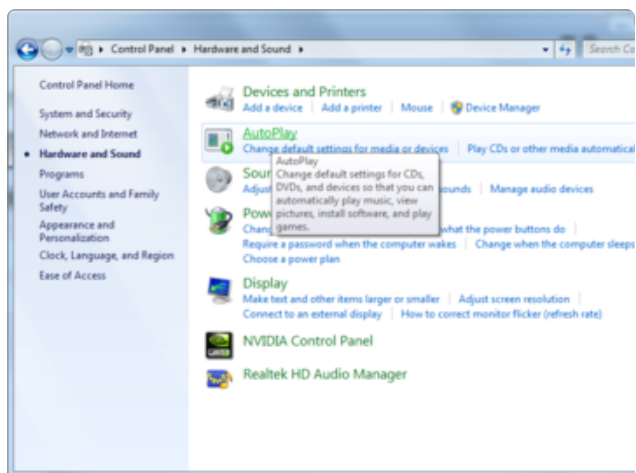 Control Panel Hardware and Sound Search Co
Control Panel Home
System and Security
Network and Internet
Hardware and Sound
Programs
User Accounts and Family
Safety
Appearance and
Personalization
Clock, Language, and Region
Ease of Access
Devices and Printers
Add a device Add a printer Mouse Device Manager
AutoPlay
Change default settings for media or devices Play CDs or other media automatical
AutoPlay
Change default settings for CDs,
DVDs, and devices so that you can
automatically play music, view
pictures, install software, and play
games.
Soun
Adjus ounds Manage audio devices
Pow
Chang what the power buttons do
Require a password when the computer wakes Change when the computer sleeps
Choose a power plan
Display
Make text and other items larger or smaller Adjust screen resolution
Connect to an external display How to correct monitor flicker (refresh rate)
NVIDIA Control Panel
Realtek HD Audio Manager